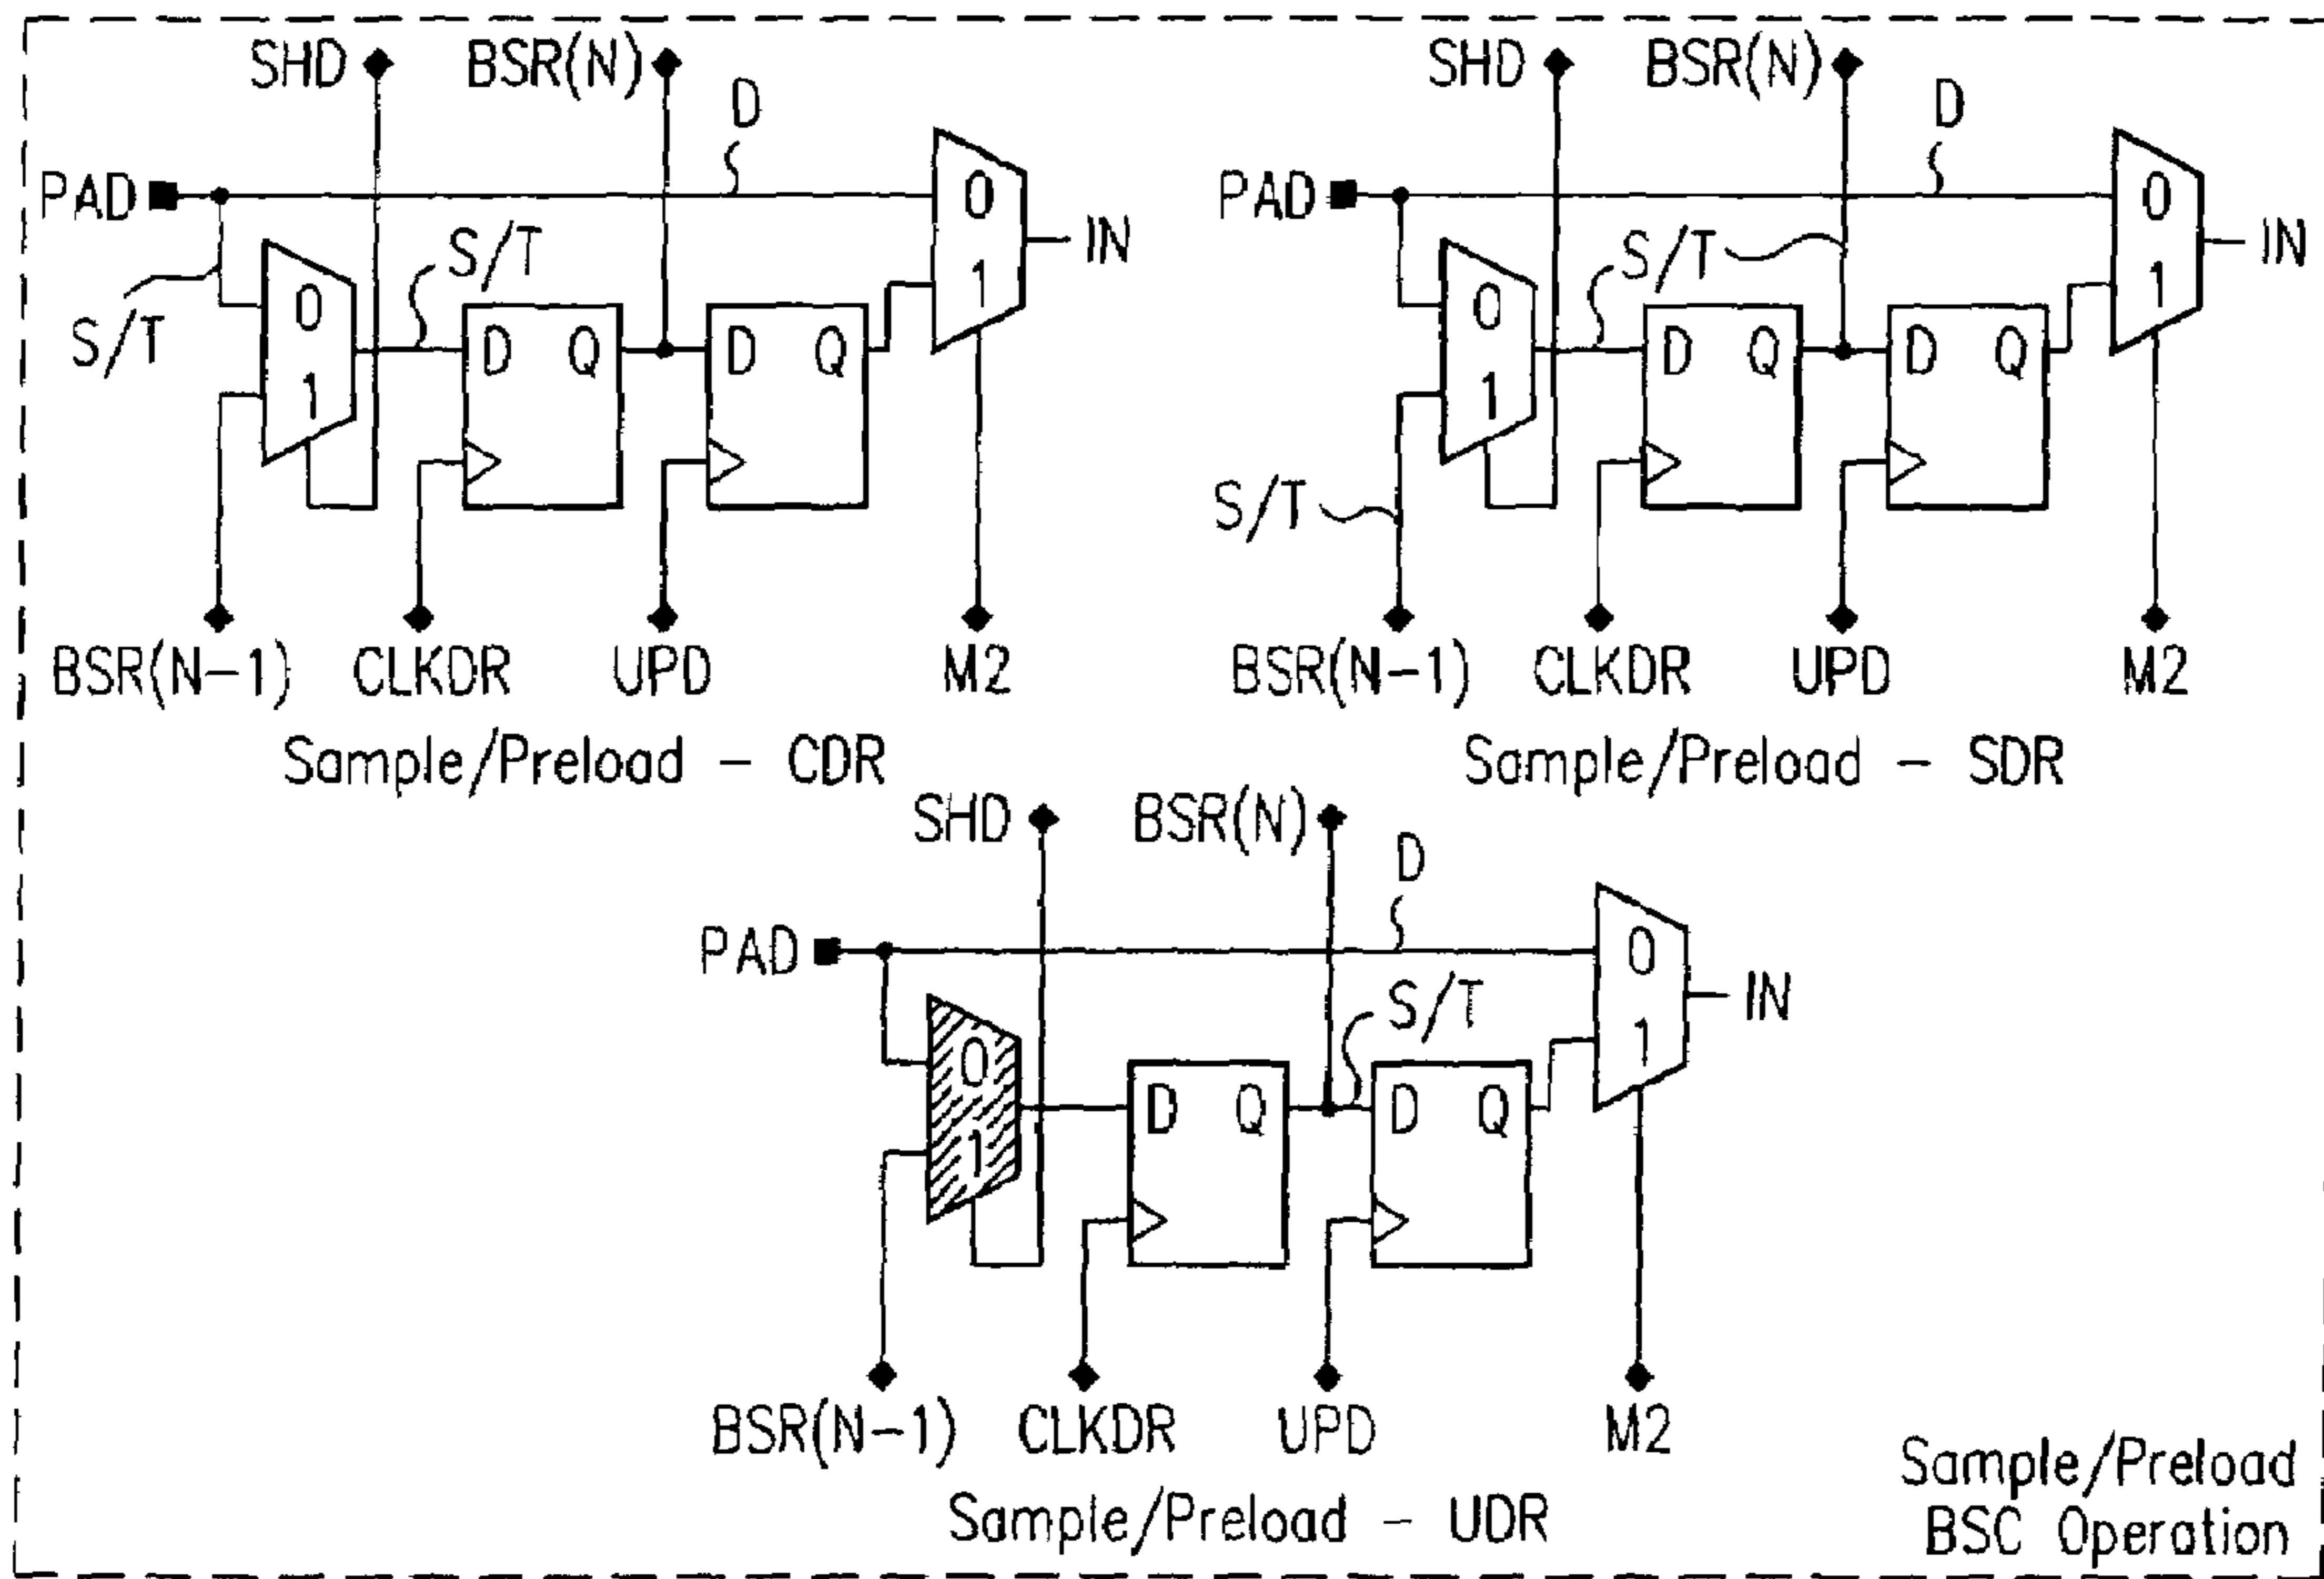 SHD BSR(N) D
PAD 0 1 IN
S/T S/T
0 1
D Q D Q
BSR(N-1) CLKDR UPD M2
Sample/Preload - CDR
SHD BSR(N) D
PAD 0 1 IN
S/T
0 1
D Q D Q
S/T
BSR(N-1) CLKDR UPD M2
Sample/Preload - SDR
SHD BSR(N) D
PAD 0 1 IN
S/T
0 1
D Q D Q
BSR(N-1) CLKDR UPD M2
Sample/Preload - UDR
Sample/Preload
BSC Operation